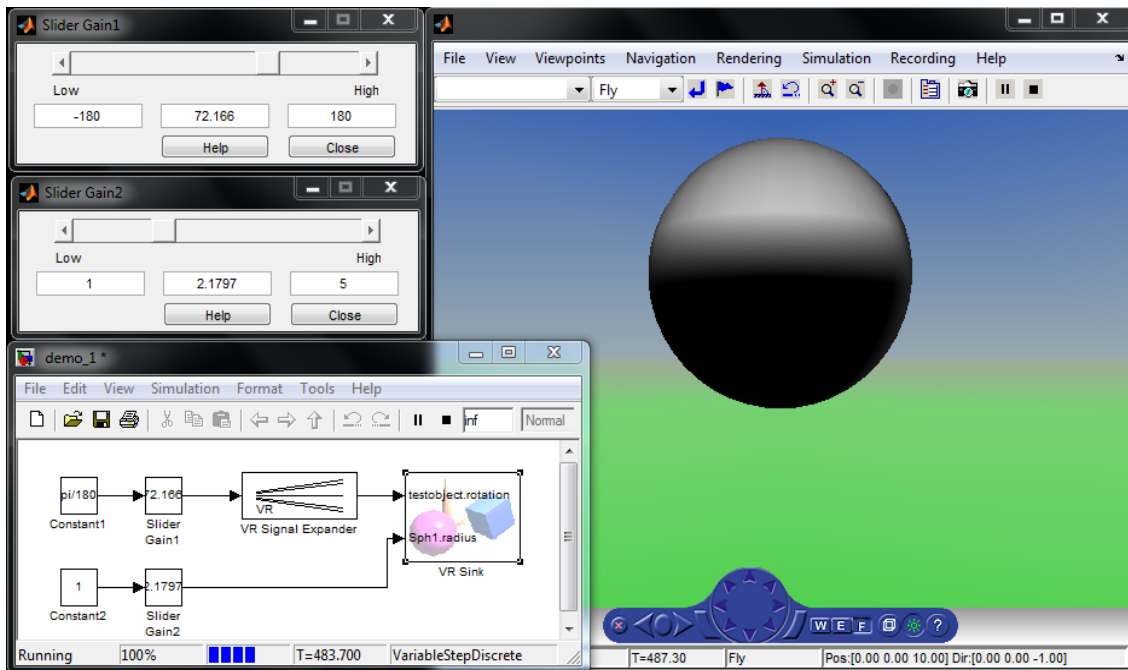 Slider Gain1
Low High
-180 72.166 180
Help Close
Slider Gain2
Low High
1 2.1797 5
Help Close
demo_1 *
File Edit View Simulation Format Tools Help
inf Normal
pi/180
Constant1
72.166
Slider
Gain1
VR
VR Signal Expander
testobject.rotation
Sph1.radius
VR Sink
1
Constant2
2.1797
Slider
Gain2
Running 100% T=483.700 VariableStepDiscrete
File View Viewpoints Navigation Rendering Simulation Recording Help
Fly
W E F ?
T=487.30 Fly Pos:[0.00 0.00 10.00] Dir:[0.00 0.00 -1.00]